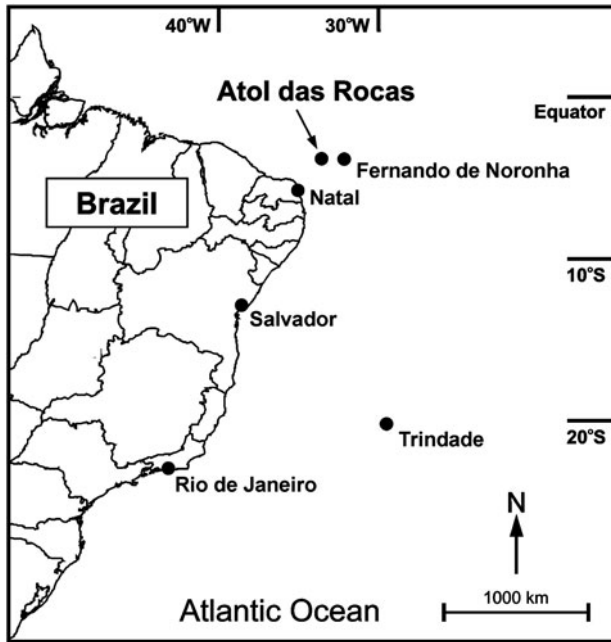 40°W
30°W
Atol das Rocas
Equator
Fernando de Noronha
Natal
Brazil
10°S
Salvador
Trindade
20°S
Rio de Janeiro
N
1000 km
Atlantic Ocean